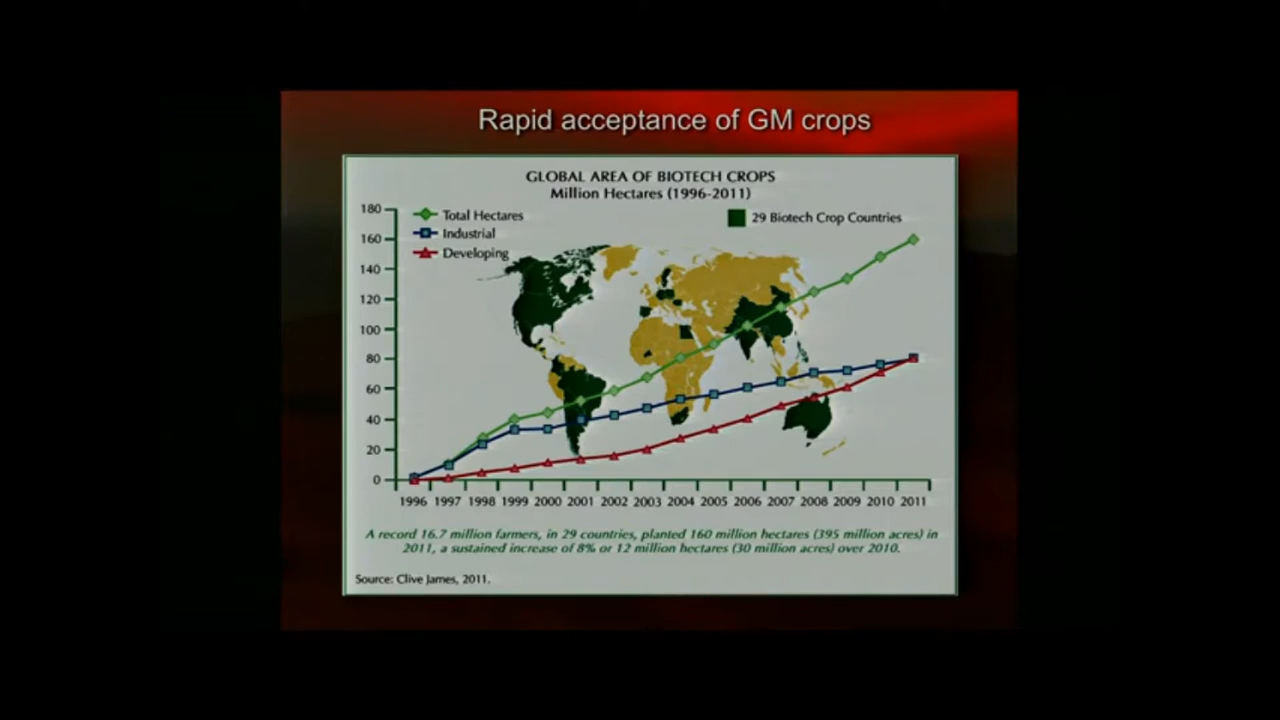 Rapid acceptance of GM crops
GLOBAL AREA OF BIOTECH CROPS
Million Hectares (1996-2011)
180
160
140
120
100
80
60
40
20
0
Total Hectares
Industrial
Developing
29 Biotech Crop Countries
1996 1997 1998 1999 2000 2001 2002 2003 2004 2005 2006 2007 2008 2009 2010 2011
A record 16.7 million farmers, in 29 countries, planted 160 million hectares (395 million acres) in
2011, a sustained increase of 8% or 12 million hectares (30 million acres) over 2010.
Source: Clive James, 2011.